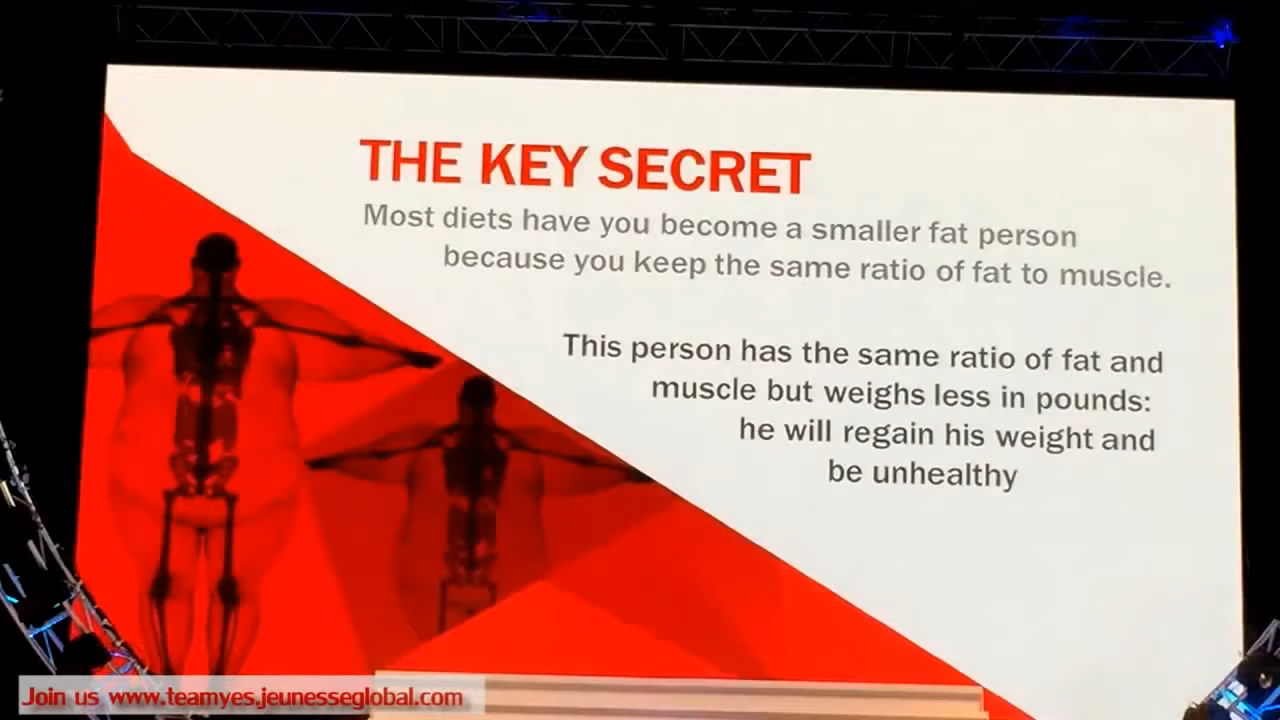 THE KEY SECRET
Most diets have you become a smaller fat person
because you keep the same ratio of fat to muscle.
This person has the same ratio of fat and
muscle but weighs less in pounds:
he will regain his weight and
be unhealthy
Join us www.teamyes.jeunesseglobal.com